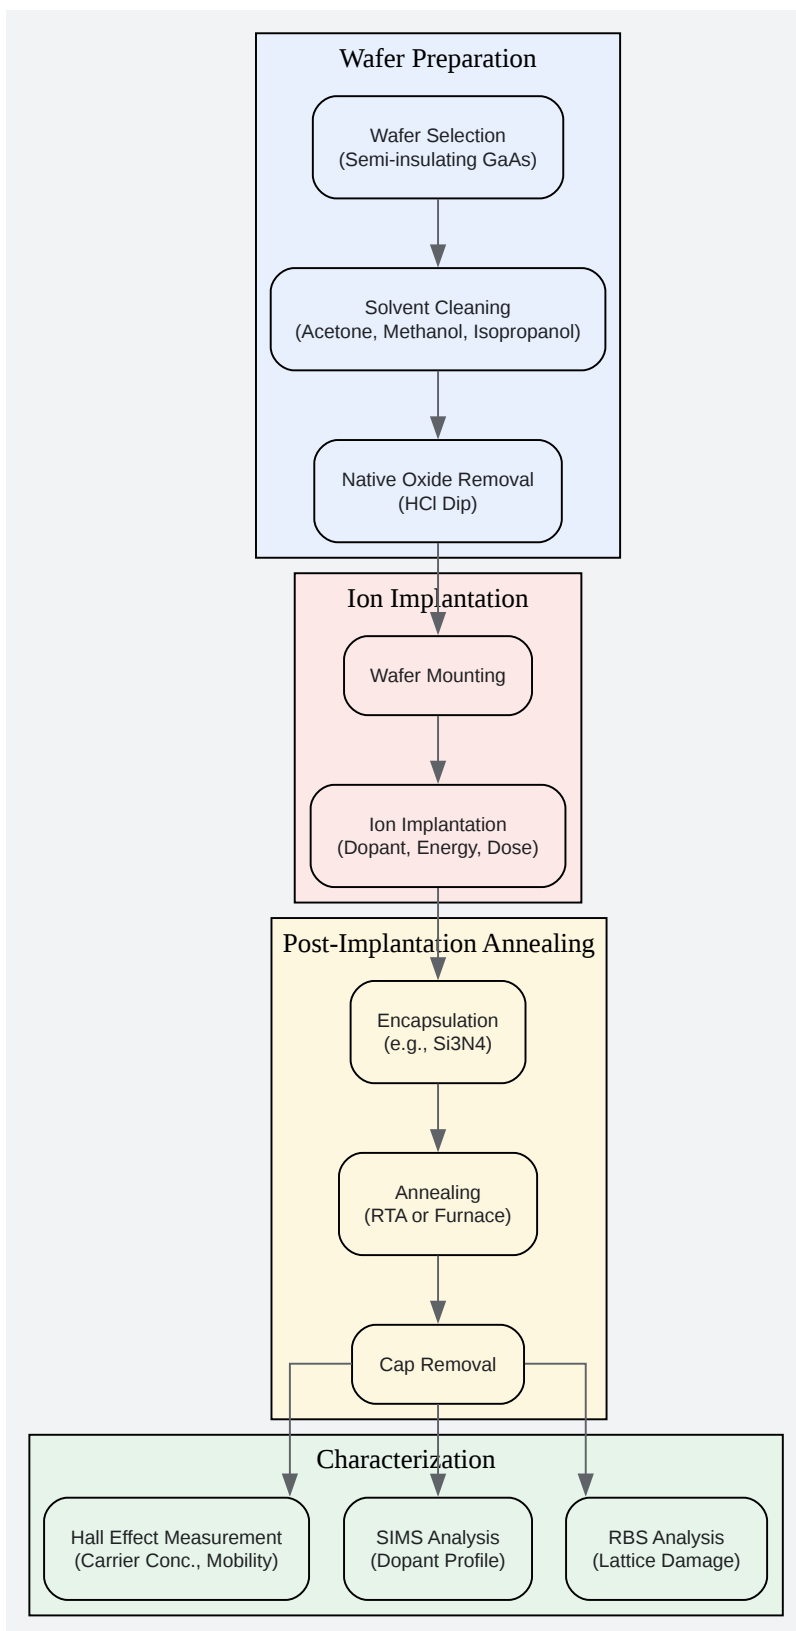 Wafer Preparation
Wafer Selection
(Semi-insulating GaAs)
Solvent Cleaning
(Acetone, Methanol, Isopropanol)
Native Oxide Removal
(HCl Dip)
Ion Implantation
Wafer Mounting
Ion Implantation
(Dopant, Energy, Dose)
Post-Implantation Annealing
Encapsulation
(e.g., Si3N4)
Annealing
(RTA or Furnace)
Cap Removal
Characterization
Hall Effect Measurement
(Carrier Conc., Mobility)
SIMS Analysis
(Dopant Profile)
RBS Analysis
(Lattice Damage)